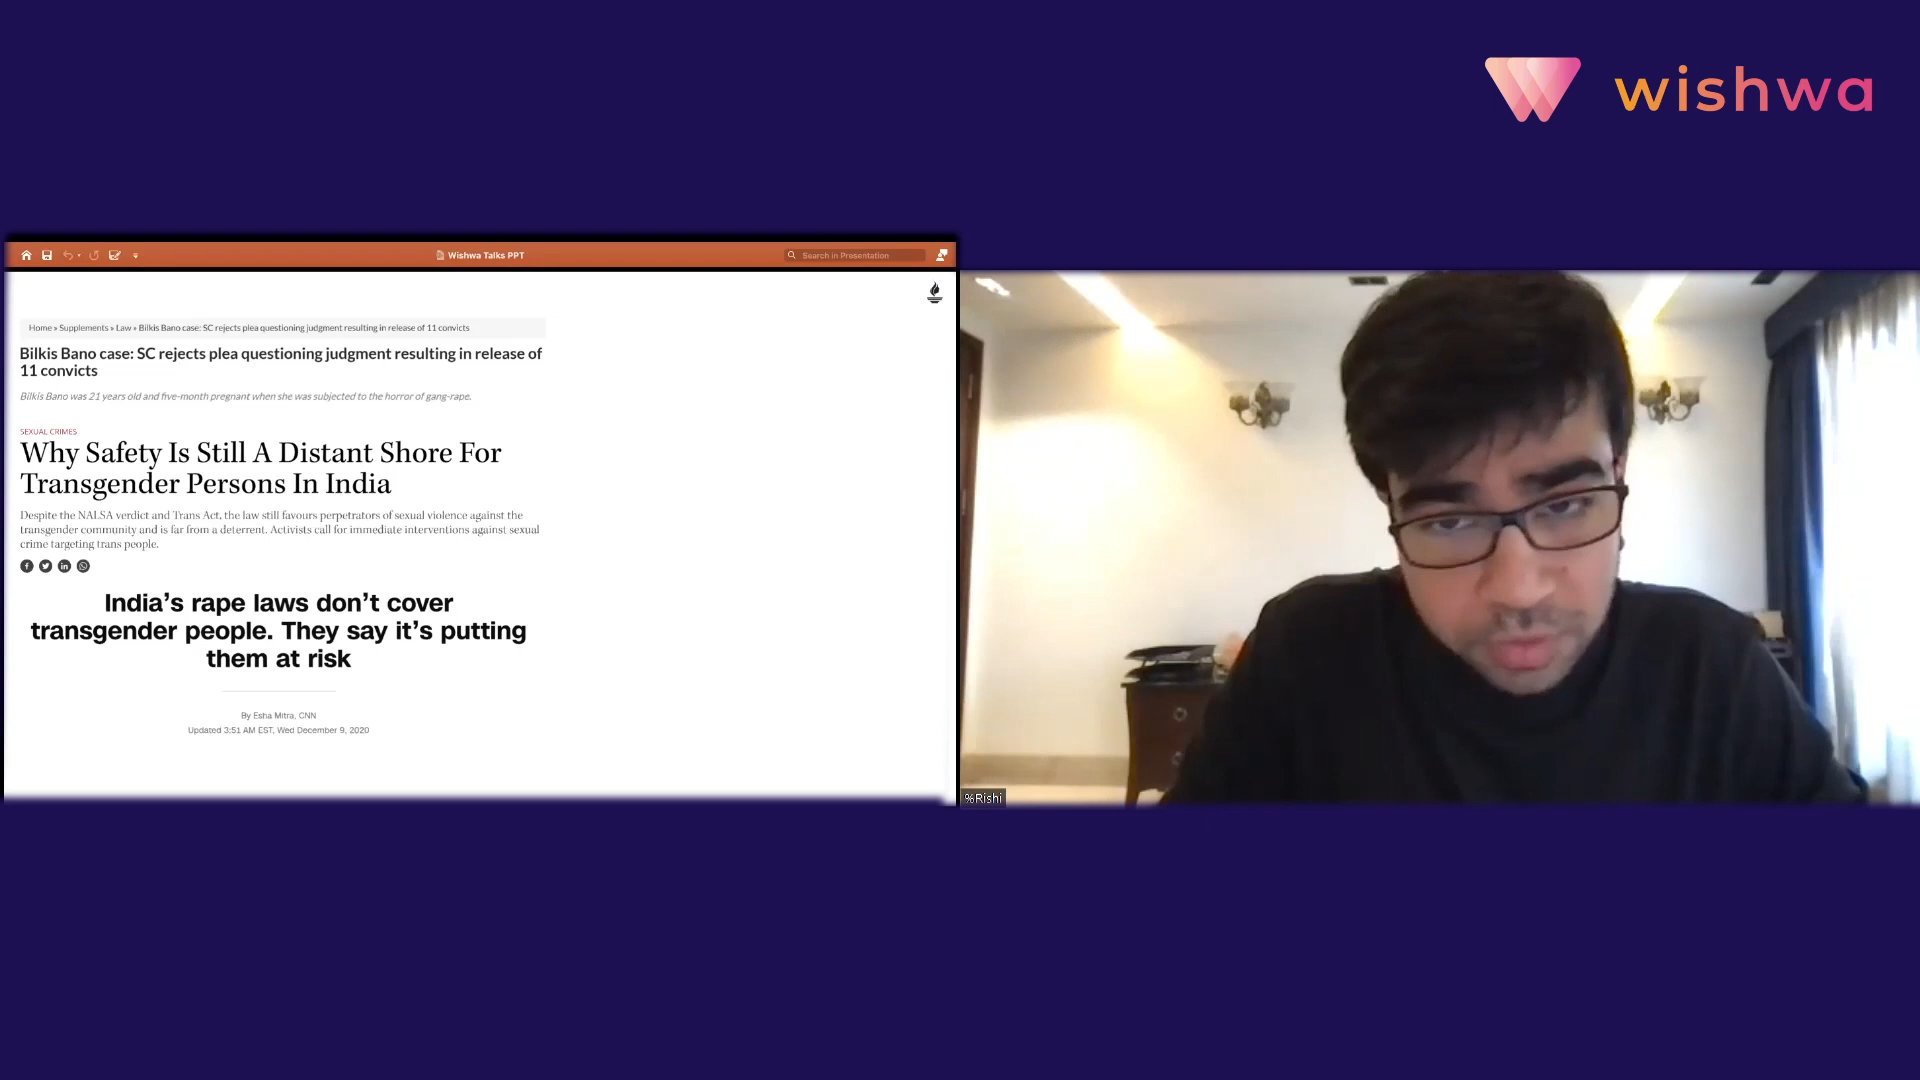 wishwa
Wishwa Talks PPT
Search in Presentation
Home » Supplements » Law » Bilkis Bano case: SC rejects plea questioning judgment resulting in release of 11 convicts
Bilkis Bano case: SC rejects plea questioning judgment resulting in release of
11 convicts
Bilkis Bano was 21 years old and five-month pregnant when she was subjected to the horror of gang-rape.
SEXUAL CRIMES
Why Safety Is Still A Distant Shore For
Transgender Persons In India
Despite the NALSA verdict and Trans Act, the law still favours perpetrators of sexual violence against the
transgender community and is far from a deterrent. Activists call for immediate interventions against sexual
crime targeting trans people.
India’s rape laws don’t cover
transgender people. They say it’s putting
them at risk
By Esha Mitra, CNN
Updated 3:51 AM EST, Wed December 9, 2020
%Rishi